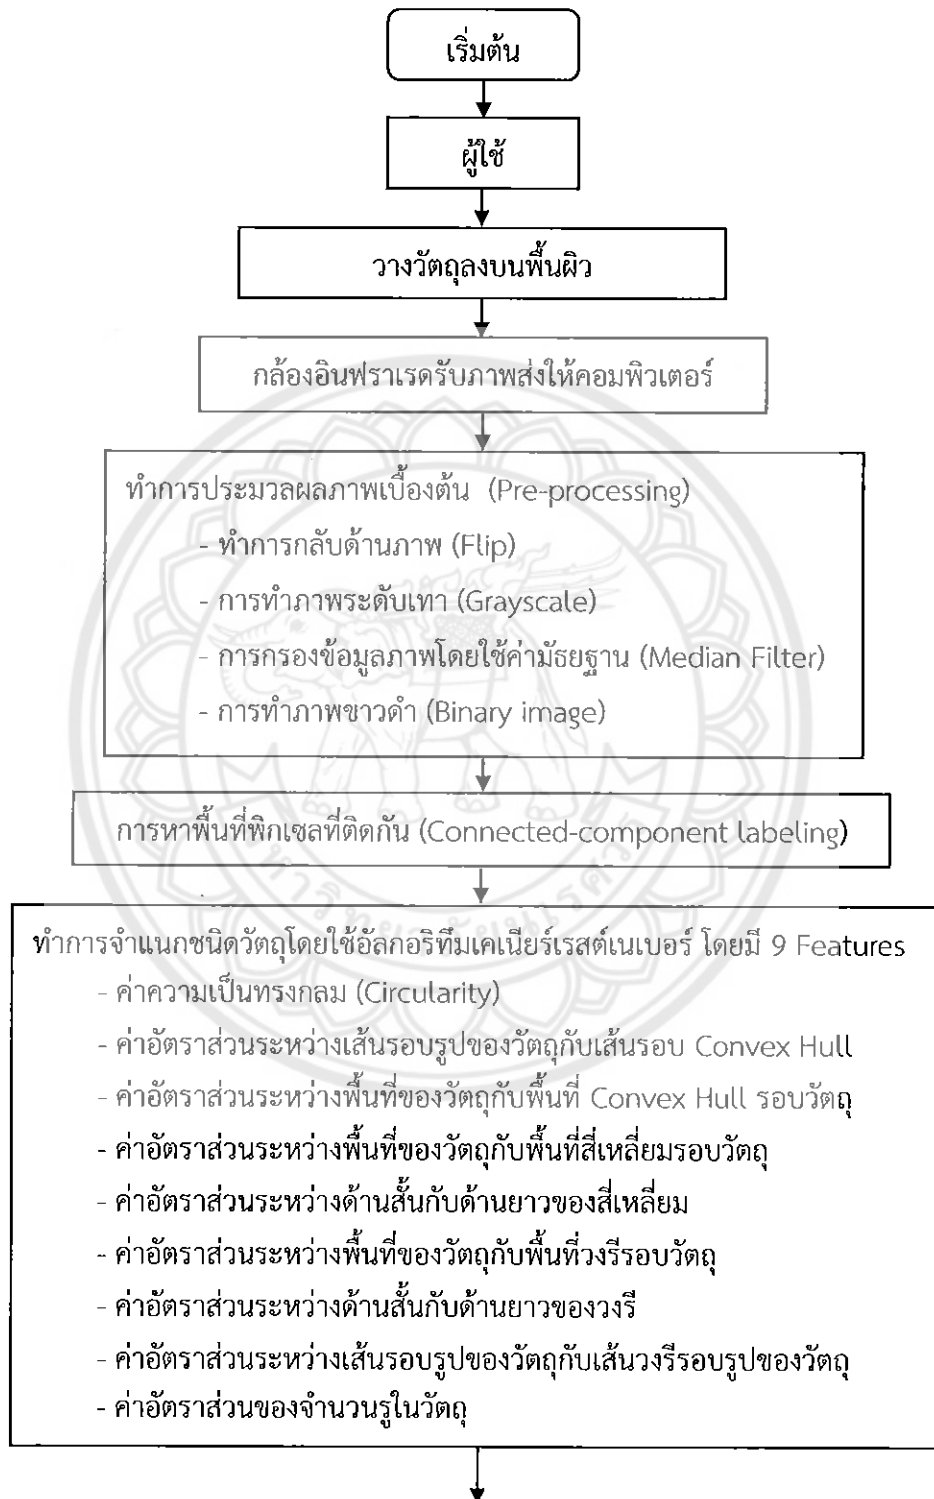 เริ่มต้น
ผู้ใช้
วางวัตถุลงบนพื้นผิว
กล้องอินฟราเรดรับภาพส่งให้คอมพิวเตอร์
ทำการประมวลผลภาพเบื้องต้น (Pre-processing)
- ทำการกลับด้านภาพ (Flip)
- การทำภาพระดับเทา (Grayscale)
- การกรองข้อมูลภาพโดยใช้ค่ามัธยฐาน (Median Filter)
- การทำภาพขาวดำ (Binary image)
การหาพื้นที่พิกเซลที่ติดกัน (Connected-component labeling)
ทำการจำแนกชนิดวัตถุโดยใช้อัลกอริทึมเคเนียร์เรสต์เนเบอร์ โดยมี 9 Features
- ค่าความเป็นทรงกลม (Circularity)
- ค่าอัตราส่วนระหว่างเส้นรอบรูปของวัตถุกับเส้นรอบ Convex Hull
- ค่าอัตราส่วนระหว่างพื้นที่ของวัตถุกับพื้นที่ Convex Hull รอบวัตถุ
- ค่าอัตราส่วนระหว่างพื้นที่ของวัตถุกับพื้นที่สี่เหลี่ยมรอบวัตถุ
- ค่าอัตราส่วนระหว่างด้านสั้นกับด้านยาวของสี่เหลี่ยม
- ค่าอัตราส่วนระหว่างพื้นที่ของวัตถุกับพื้นที่วงรีรอบวัตถุ
- ค่าอัตราส่วนระหว่างด้านสั้นกับด้านยาวของวงรี
- ค่าอัตราส่วนระหว่างเส้นรอบรูปของวัตถุกับเส้นวงรีรอบรูปของวัตถุ
- ค่าอัตราส่วนของจำนวนรูในวัตถุ